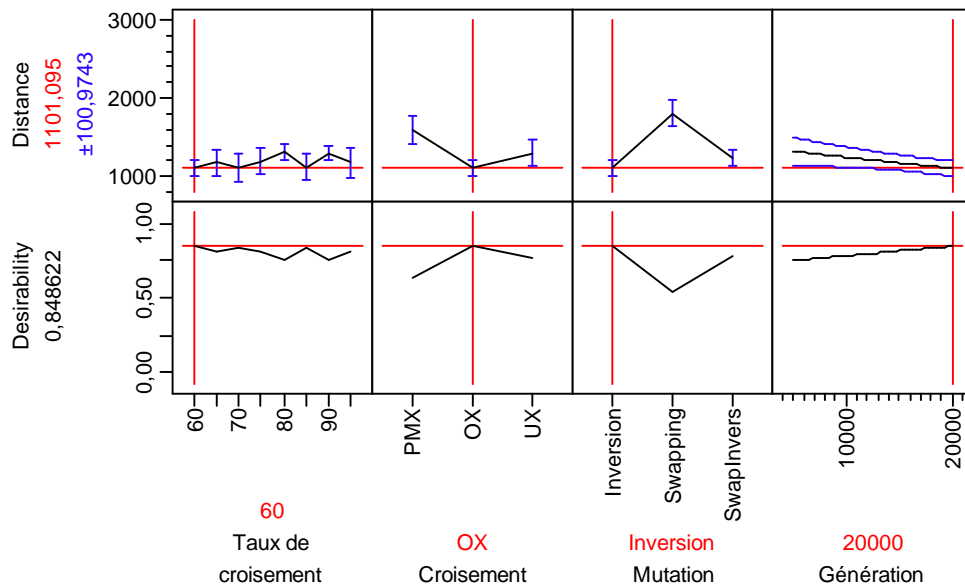 Distance
1101,095
±100,9743
3000
2000
1000
Desirability
0,848622
1,00
0,50
0,00
60
70
80
90
PMX
OX
UX
Inversion
Swapping
SwapInvers
10000
20000
60
Taux de
croisement
OX
Croisement
Inversion
Mutation
20000
Génération